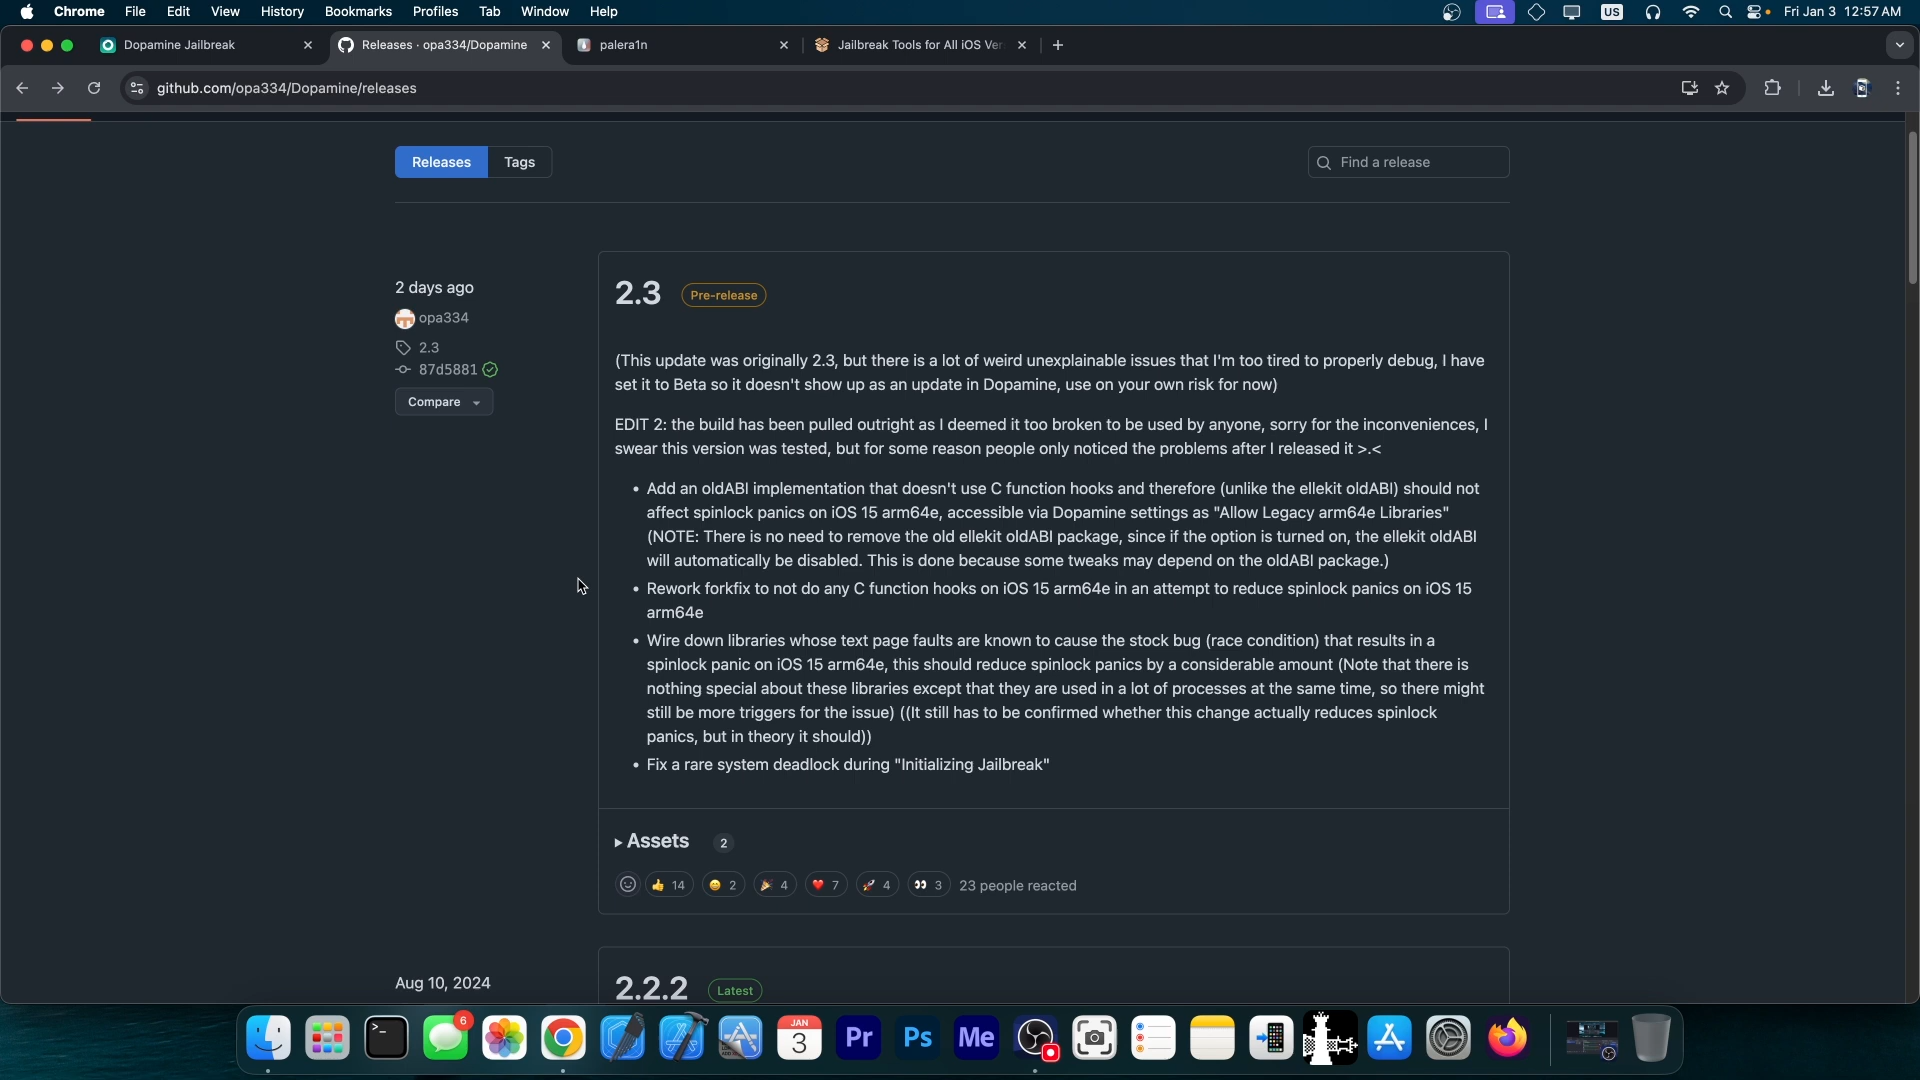 Chrome File Edit View History Bookmarks Profiles Tab Window Help US Fri Jan 3 12:57 AM
Dopamine Jailbreak Releases · opa334/Dopamine palera1n Jailbreak Tools for All iOS Ver
github.com/opa334/Dopamine/releases
Releases Tags Find a release
2 days ago
opa334
2.3
87d5881
Compare
2.3 Pre-release
(This update was originally 2.3, but there is a lot of weird unexplainable issues that I'm too tired to properly debug, I have
set it to Beta so it doesn't show up as an update in Dopamine, use on your own risk for now)
EDIT 2: the build has been pulled outright as I deemed it too broken to be used by anyone, sorry for the inconveniences, I
swear this version was tested, but for some reason people only noticed the problems after I released it >.<
• Add an oldABI implementation that doesn't use C function hooks and therefore (unlike the ellekit oldABI) should not
affect spinlock panics on iOS 15 arm64e, accessible via Dopamine settings as "Allow Legacy arm64e Libraries"
(NOTE: There is no need to remove the old ellekit oldABI package, since if the option is turned on, the ellekit oldABI
will automatically be disabled. This is done because some tweaks may depend on the oldABI package.)
• Rework forkfix to not do any C function hooks on iOS 15 arm64e in an attempt to reduce spinlock panics on iOS 15
arm64e
• Wire down libraries whose text page faults are known to cause the stock bug (race condition) that results in a
spinlock panic on iOS 15 arm64e, this should reduce spinlock panics by a considerable amount (Note that there is
nothing special about these libraries except that they are used in a lot of processes at the same time, so there might
still be more triggers for the issue) ((It still has to be confirmed whether this change actually reduces spinlock
panics, but in theory it should))
• Fix a rare system deadlock during "Initializing Jailbreak"
Assets 2
14 2 4 7 4 3 23 people reacted
Aug 10, 2024
2.2.2 Latest
6
JAN
3
Pr Ps Me